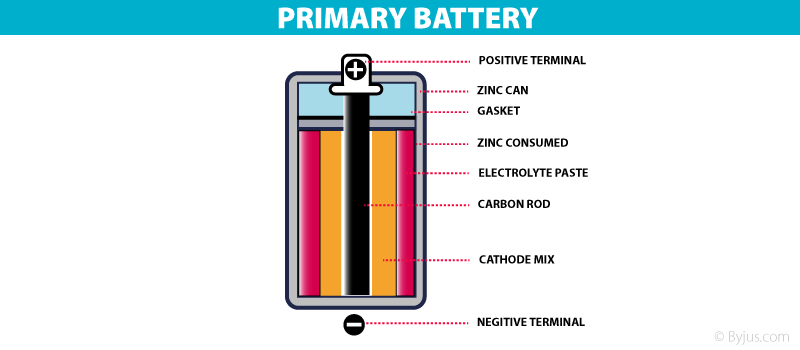 PRIMARY BATTERY
POSITIVE TERMINAL
ZINC CAN
GASKET
ZINC CONSUMED
ELECTROLYTE PASTE
CARBON ROD
CATHODE MIX
NEGITIVE TERMINAL
© Byjus.com